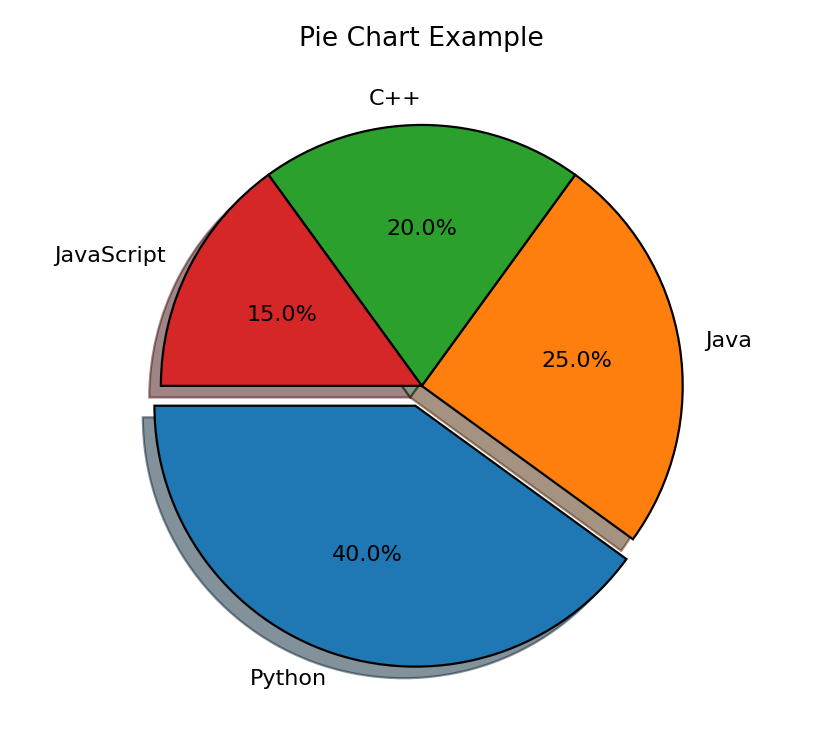 Pie Chart Example
C++
20.0%
JavaScript
15.0%
Java
25.0%
40.0%
Python